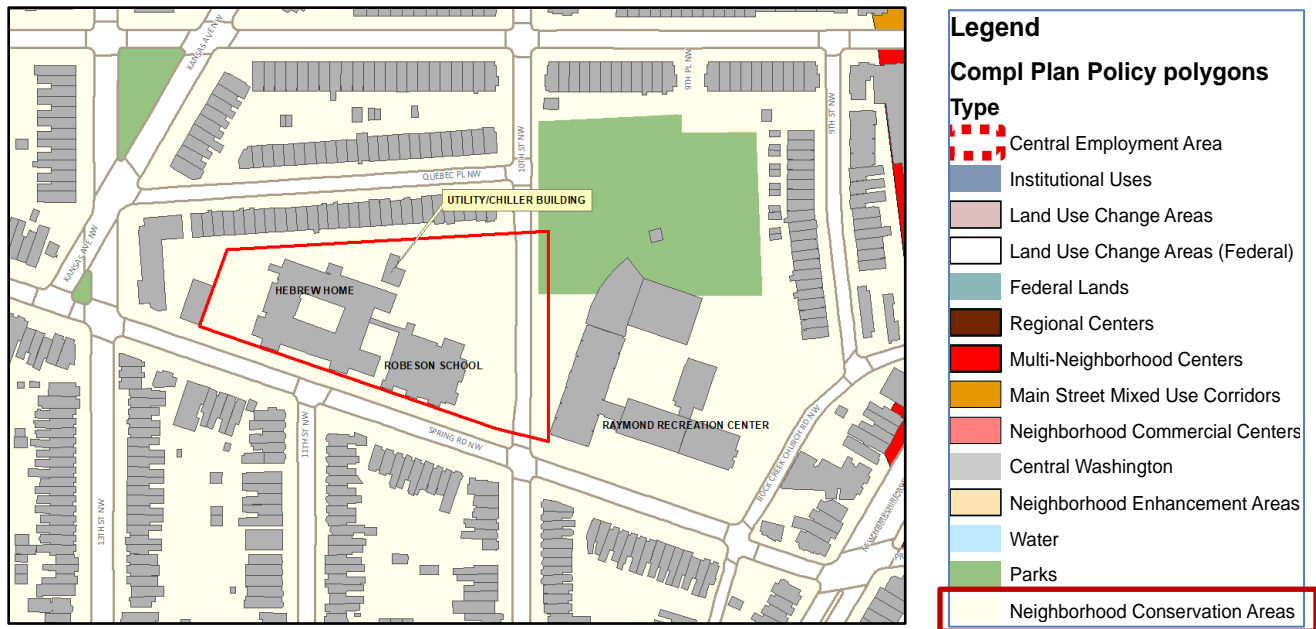 KANSAS AVE NW
9TH PL NW
10TH ST NW
9TH ST NW
QUEBEC PL NW
UTILITY/CHILLER BUILDING
KANSAS AVE NW
HEBREW HOME
ROBESON SCHOOL
RAYMOND RECREATION CENTER
SPRING RD NW
11TH ST NW
13TH ST NW
ROCK CREEK CHURCH RD NW
Legend
Compl Plan Policy polygons
Type
Central Employment Area
Institutional Uses
Land Use Change Areas
Land Use Change Areas (Federal)
Federal Lands
Regional Centers
Multi-Neighborhood Centers
Main Street Mixed Use Corridors
Neighborhood Commercial Centers
Central Washington
Neighborhood Enhancement Areas
Water
Parks
Neighborhood Conservation Areas